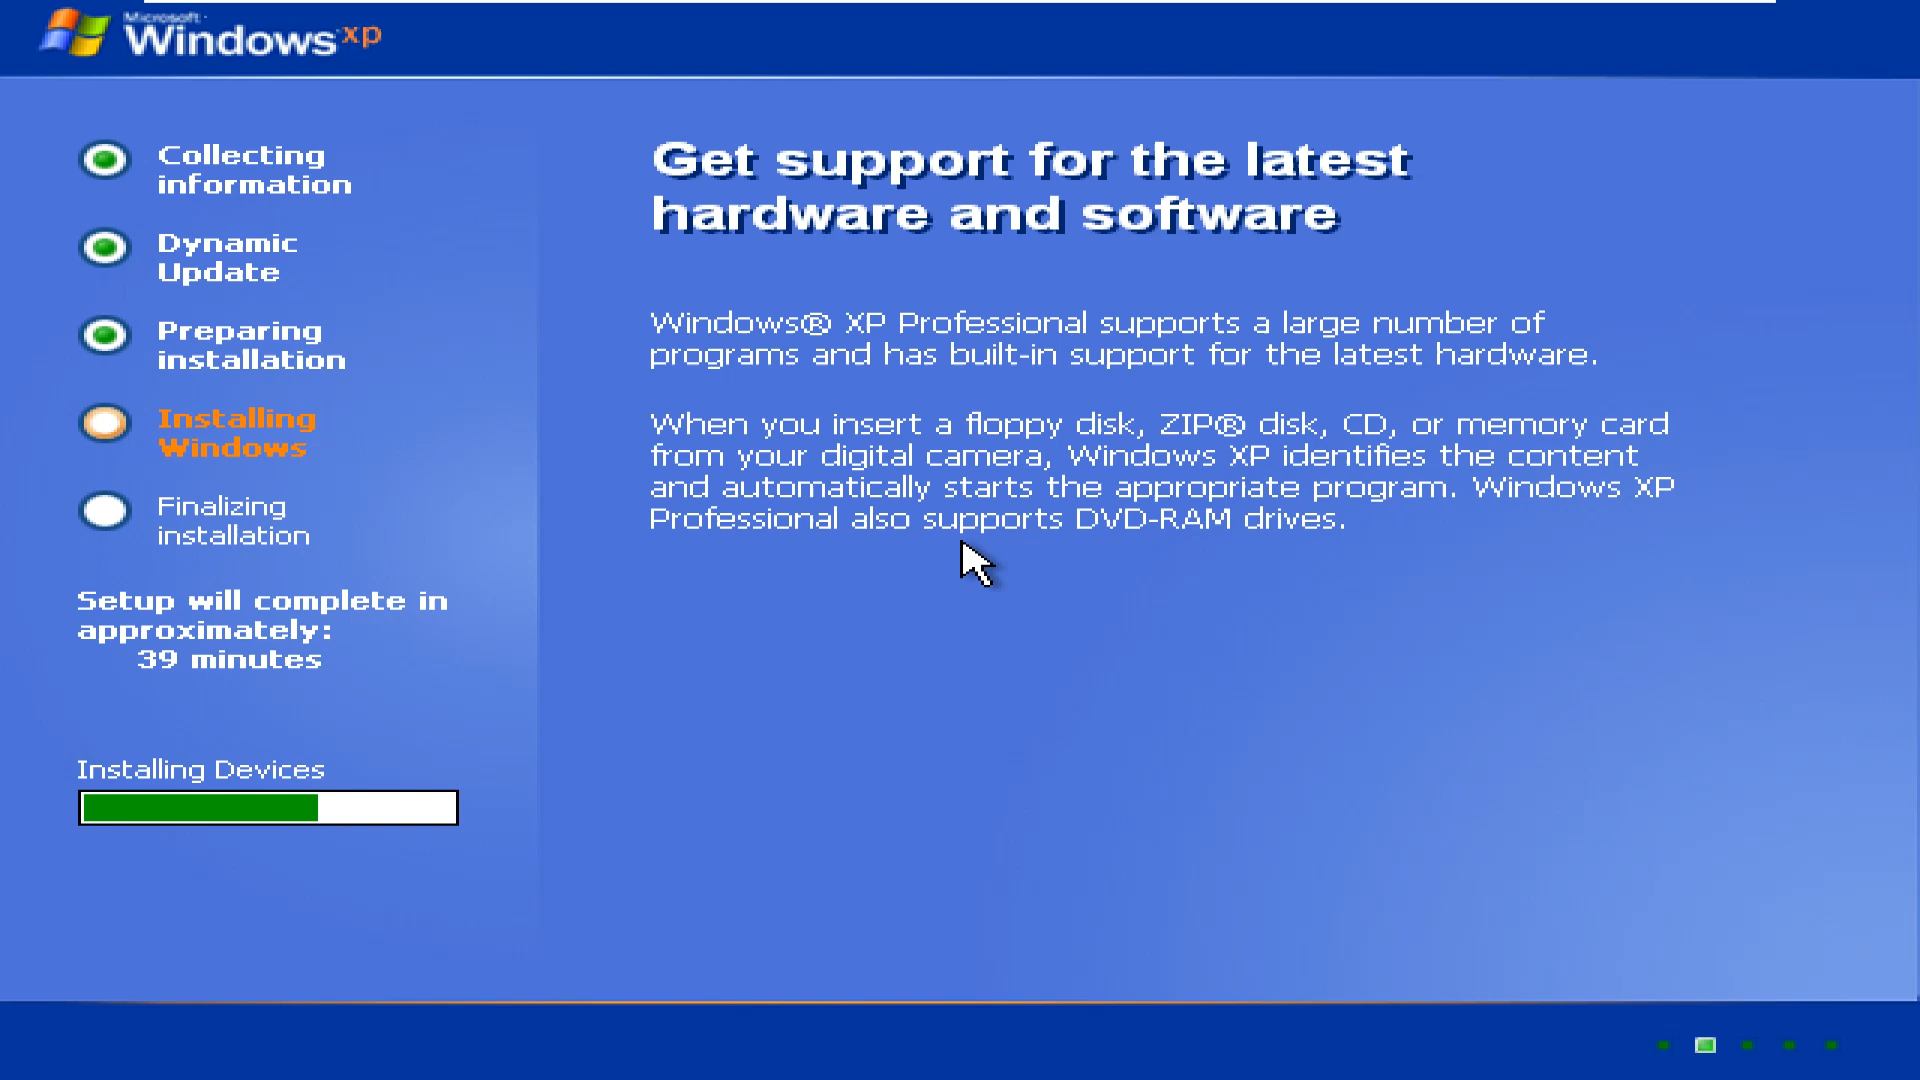 Microsoft
Windows xp
Collecting
information
Dynamic
Update
Preparing
installation
Installing
Windows
Finalizing
installation
Setup will complete in
approximately:
39 minutes
Installing Devices
Get support for the latest
hardware and software
Windows® XP Professional supports a large number of
programs and has built-in support for the latest hardware.
When you insert a floppy disk, ZIP® disk, CD, or memory card
from your digital camera, Windows XP identifies the content
and automatically starts the appropriate program. Windows XP
Professional also supports DVD-RAM drives.